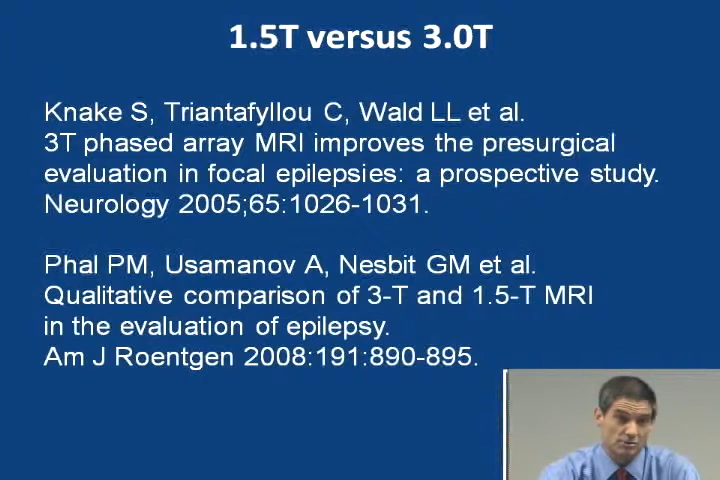 1.5T versus 3.0T
Knake S, Triantafyllou C, Wald LL et al.
3T phased array MRI improves the presurgical
evaluation in focal epilepsies: a prospective study.
Neurology 2005;65:1026-1031.
Phal PM, Usamanov A, Nesbit GM et al.
Qualitative comparison of 3-T and 1.5-T MRI
in the evaluation of epilepsy.
Am J Roentgen 2008:191:890-895.